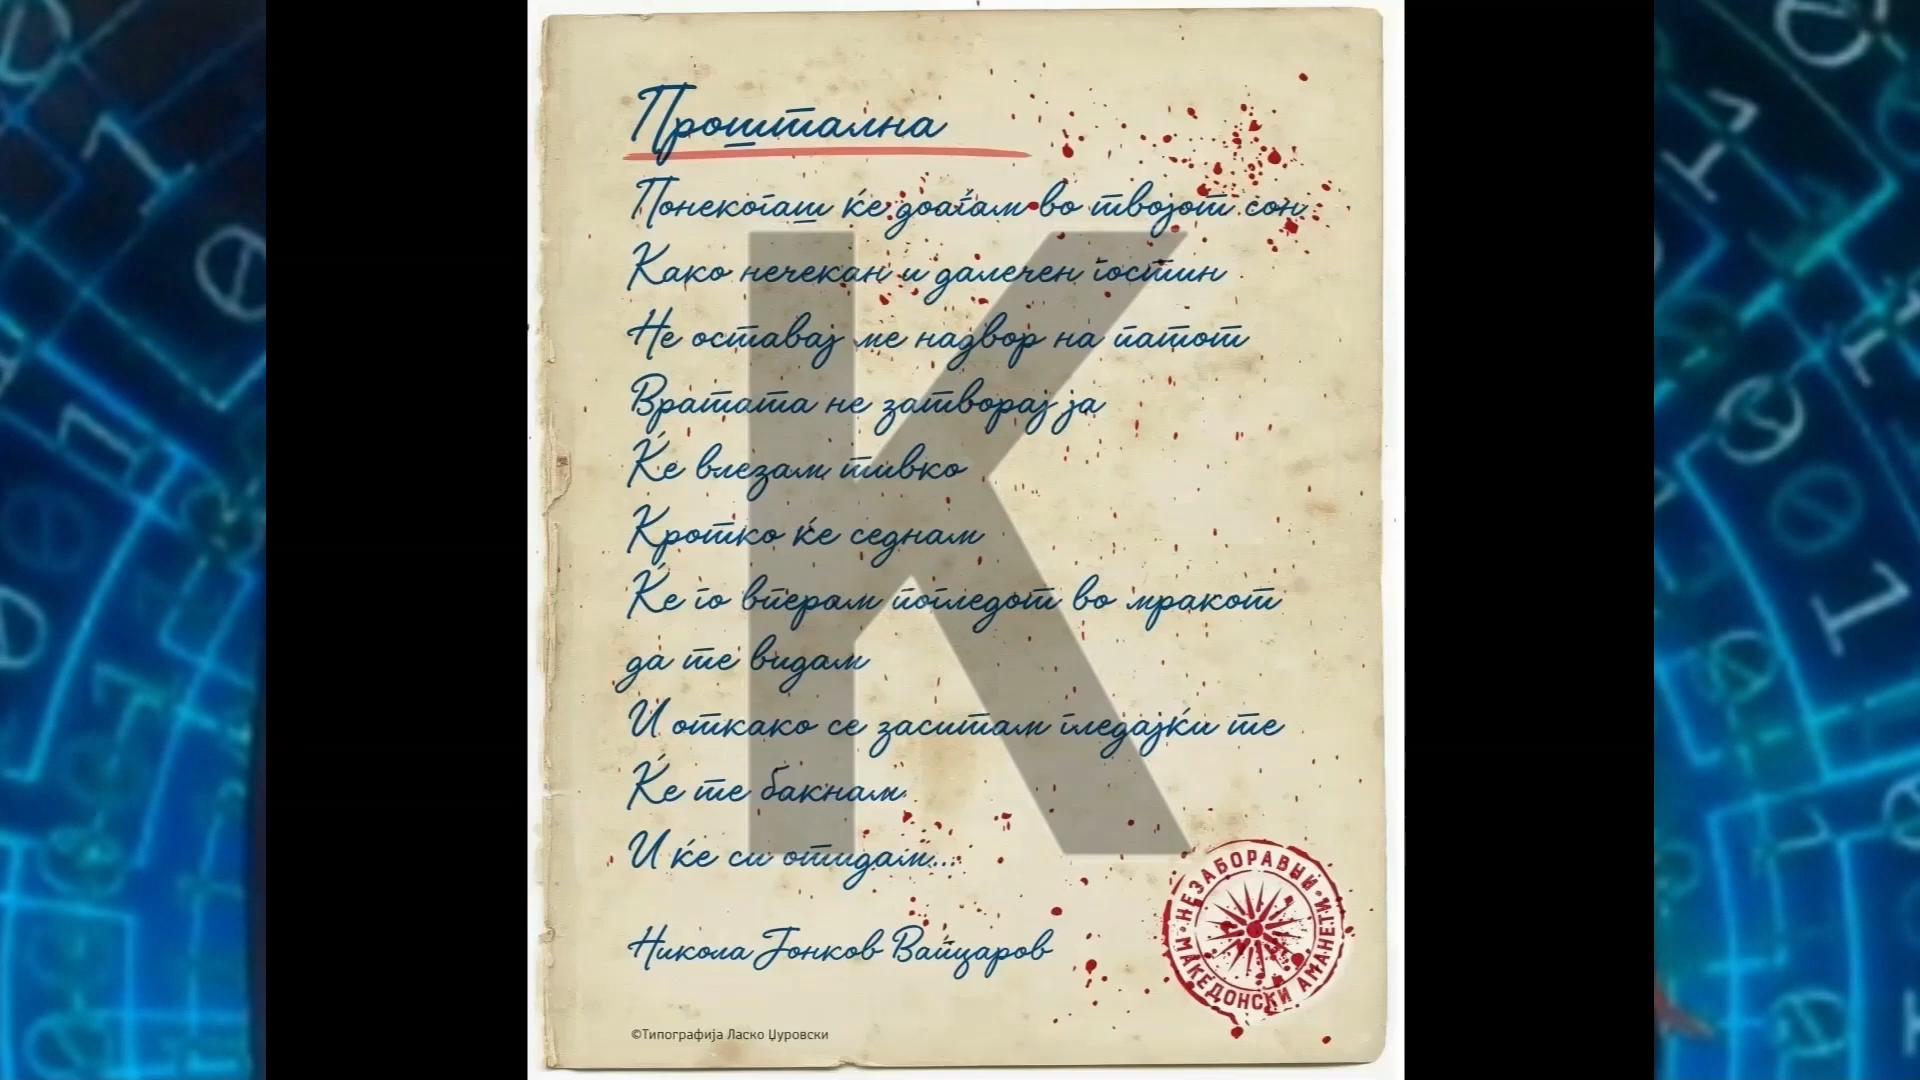 Проштална
Понекогаш ќе доаѓам во твојот сон
Како нечекан и далечен гостин
Не оставај ме надвор на патот
Вратата не затворај ја
Ќе влезам тивко
Кротко ќе седнам
Ќе го вперам погледот во мракот
да те видам
И откако се заситам гледајќи те
Ќе те бакнам
И ќе си отидам...
Никола Јонков Вапцаров
НЕЗАБОРАВНИ
МАКЕДОНСКИ АМАНЕТИ
©Типографија Ласко Џуровски
K